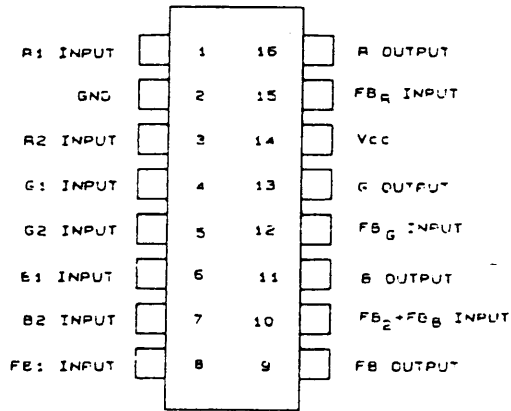 R1 INPUT 1 16 R OUTPUT
GND 2 15 FBR INPUT
R2 INPUT 3 14 Vcc
G1 INPUT 4 13 G OUTPUT
G2 INPUT 5 12 FBG INPUT
B1 INPUT 6 11 B OUTPUT
B2 INPUT 7 10 FB2+FBB INPUT
FB1 INPUT 8 9 FB OUTPUT